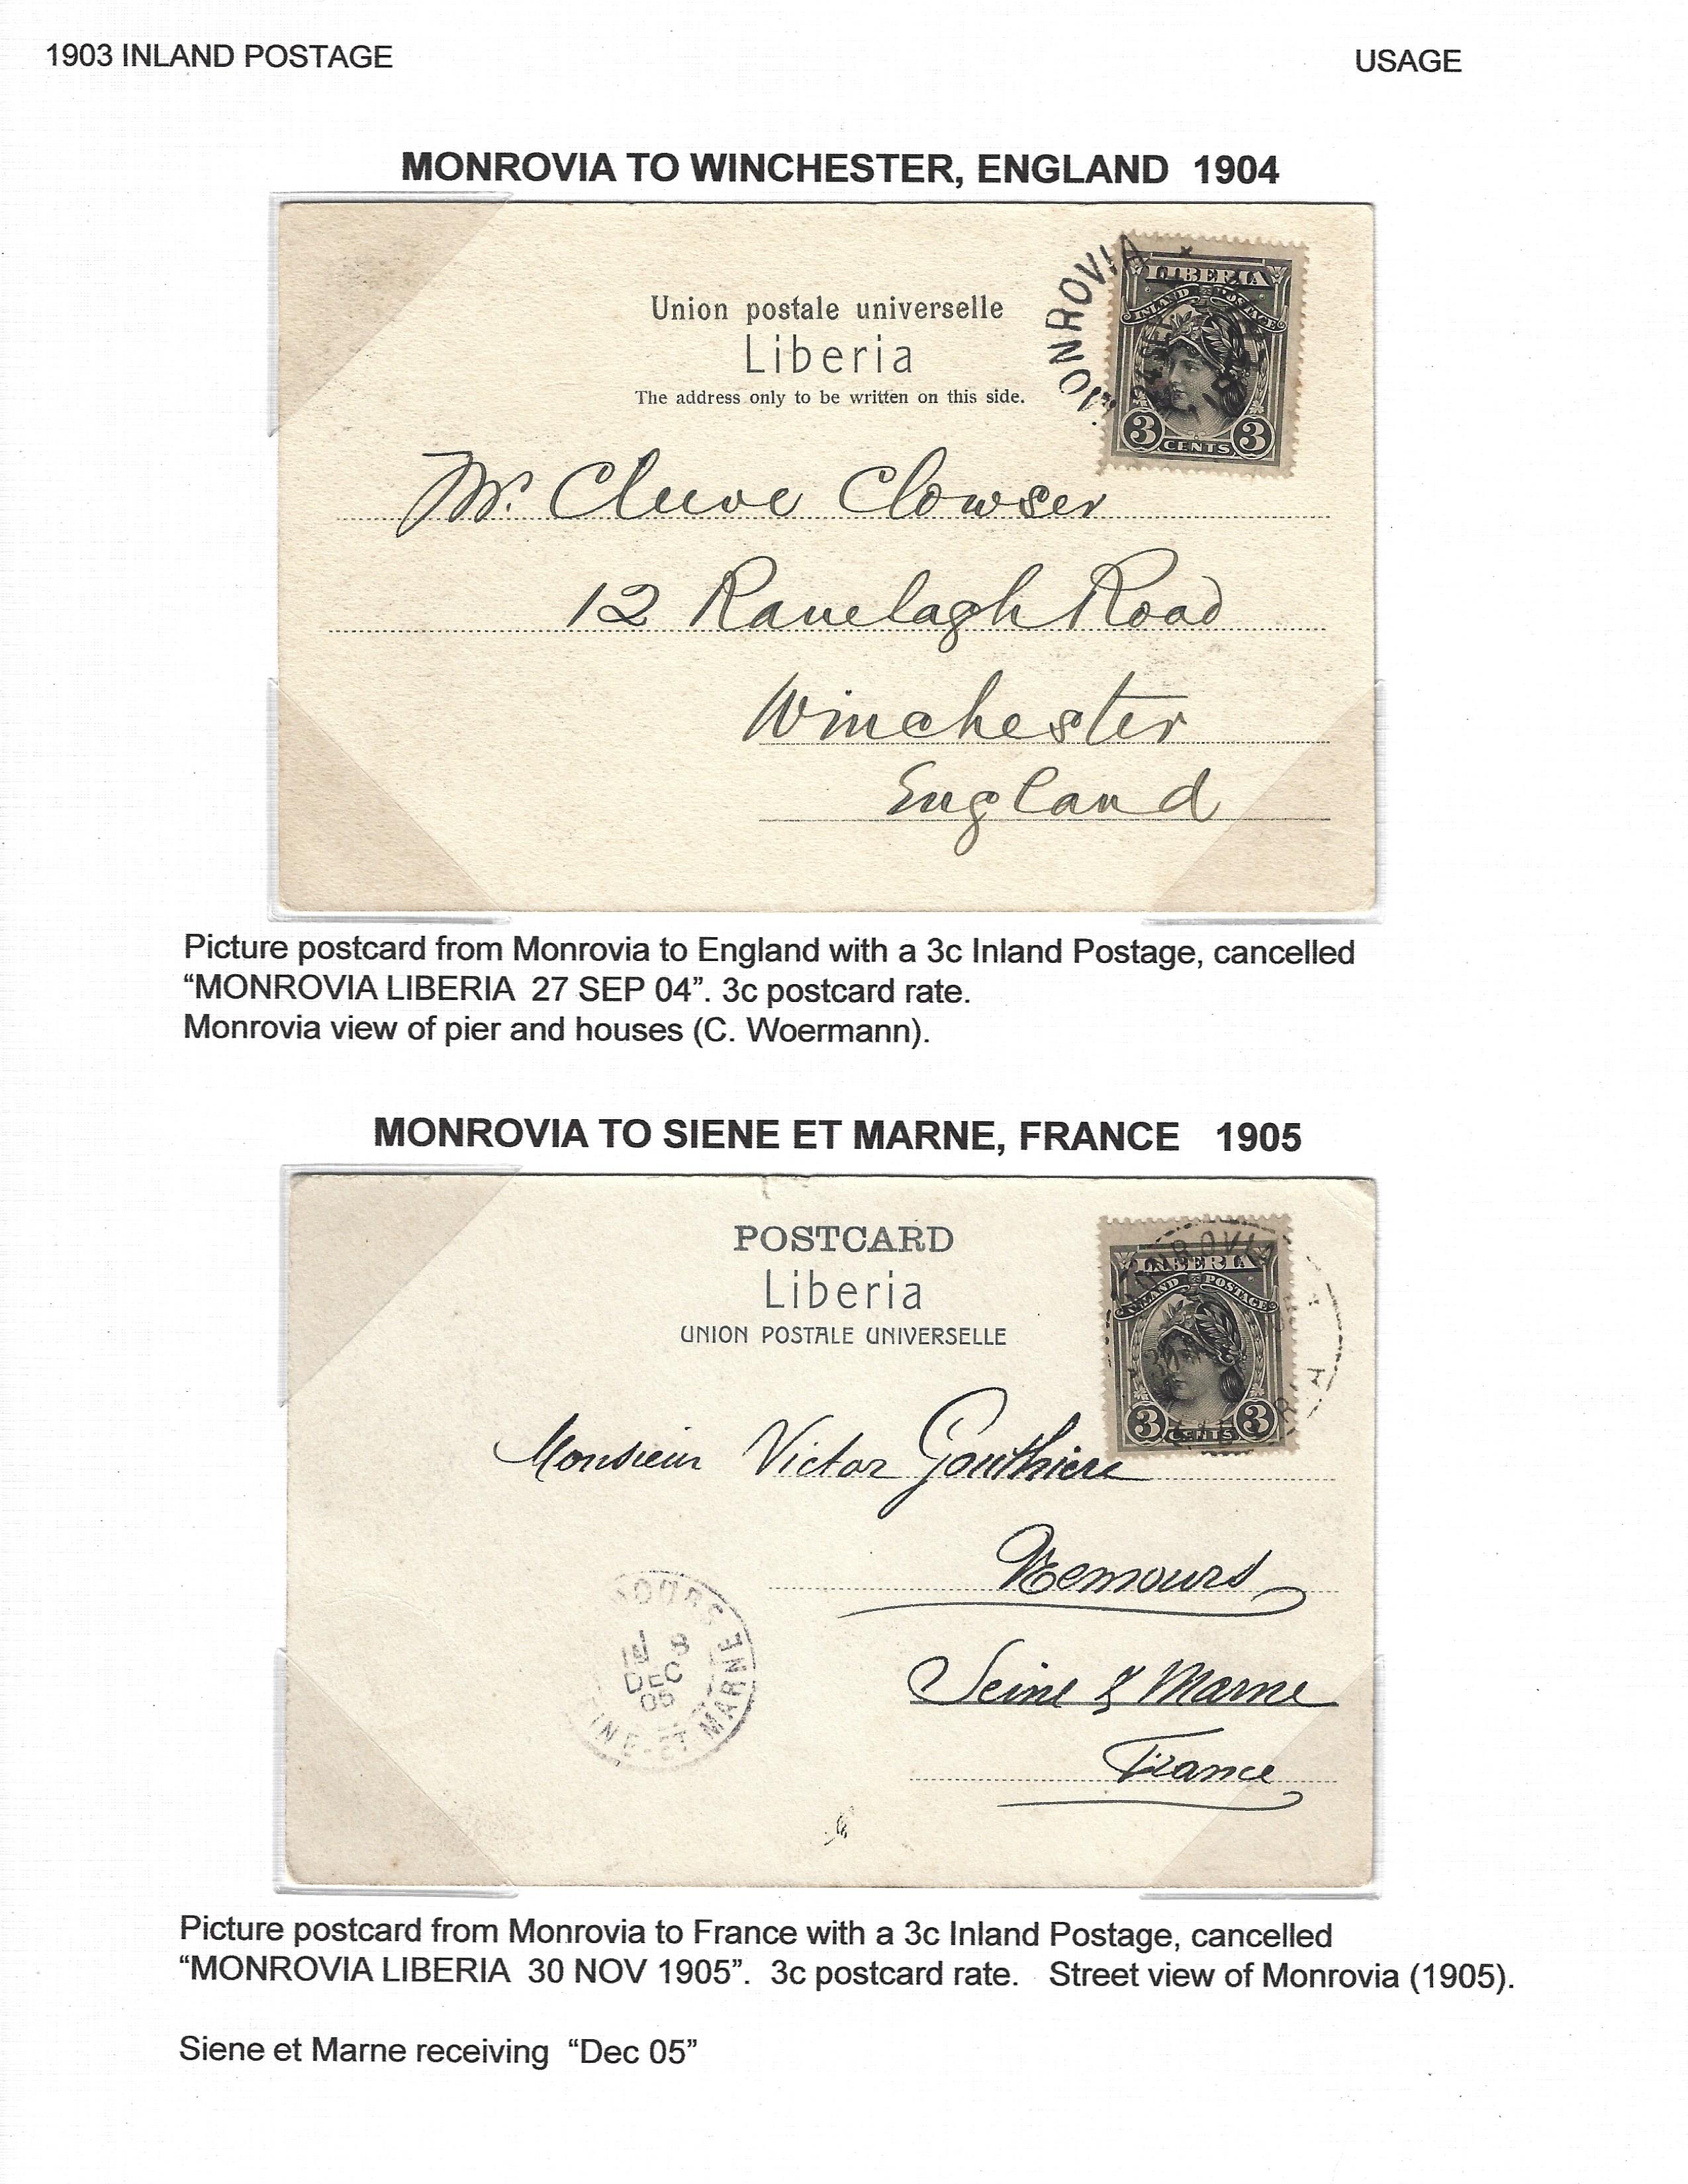 1903 INLAND POSTAGE
USAGE
MONROVIA TO WINCHESTER, ENGLAND 1904
Union postale universelle
Liberia
The address only to be written on this side.
MONROVIA
LIBERIA
INLAND POSTAGE
3 CENTS 3
Mr. Cluve Clowser
12 Ranelagh Road
Winchester
England
Picture postcard from Monrovia to England with a 3c Inland Postage, cancelled
“MONROVIA LIBERIA 27 SEP 04”. 3c postcard rate.
Monrovia view of pier and houses (C. Woermann).
MONROVIA TO SIENE ET MARNE, FRANCE 1905
POSTCARD
Liberia
UNION POSTALE UNIVERSELLE
LIBERIA
INLAND POSTAGE
3 CENTS 3
Monsieur Victor Gouthiere
Nemours
Seine & Marne
France
DEC
05
INE-ET MARNE
Picture postcard from Monrovia to France with a 3c Inland Postage, cancelled
“MONROVIA LIBERIA 30 NOV 1905”. 3c postcard rate. Street view of Monrovia (1905).
Siene et Marne receiving “Dec 05”